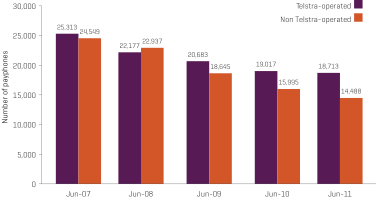 30,000
25,000
20,000
15,000
10,000
5,000
0
Number of payphones
Telstra-operated
Non Telstra-operated
25,313
24,549
22,177
22,937
20,683
18,645
19,017
15,995
18,713
14,488
Jun-07
Jun-08
Jun-09
Jun-10
Jun-11